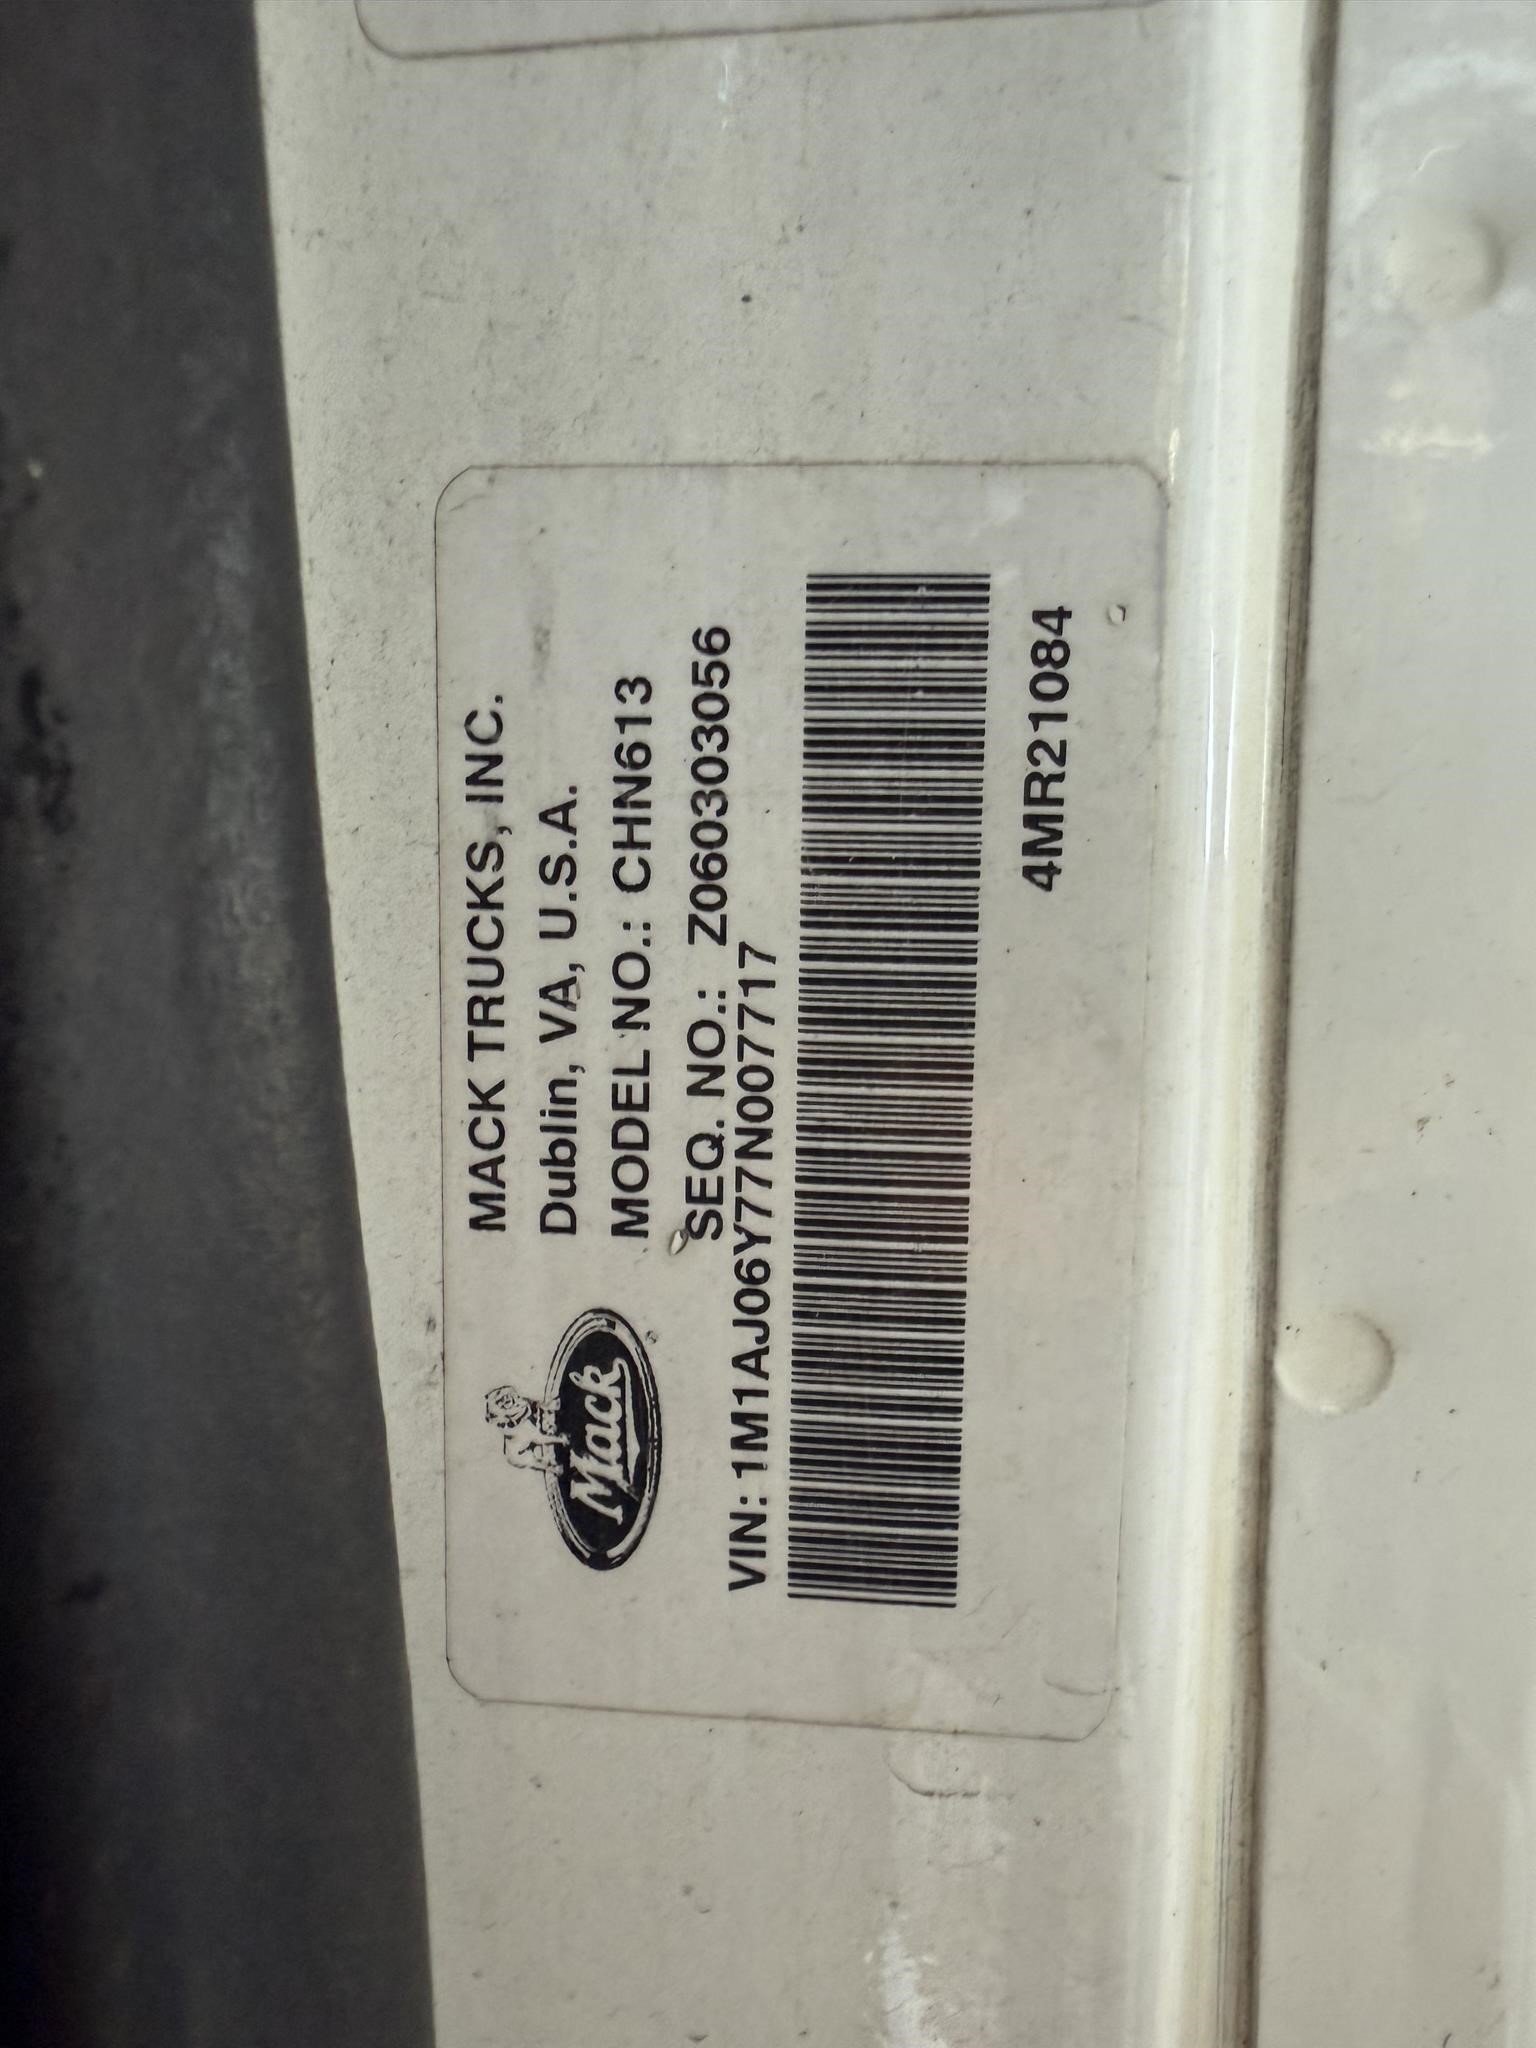 MACK TRUCKS, INC.
Dublin, VA, U.S.A.
MODEL NO.: CHN613
SEQ. NO.: Z060303056
Mack
VIN: 1M1AJ06Y77N007717
4MR21084